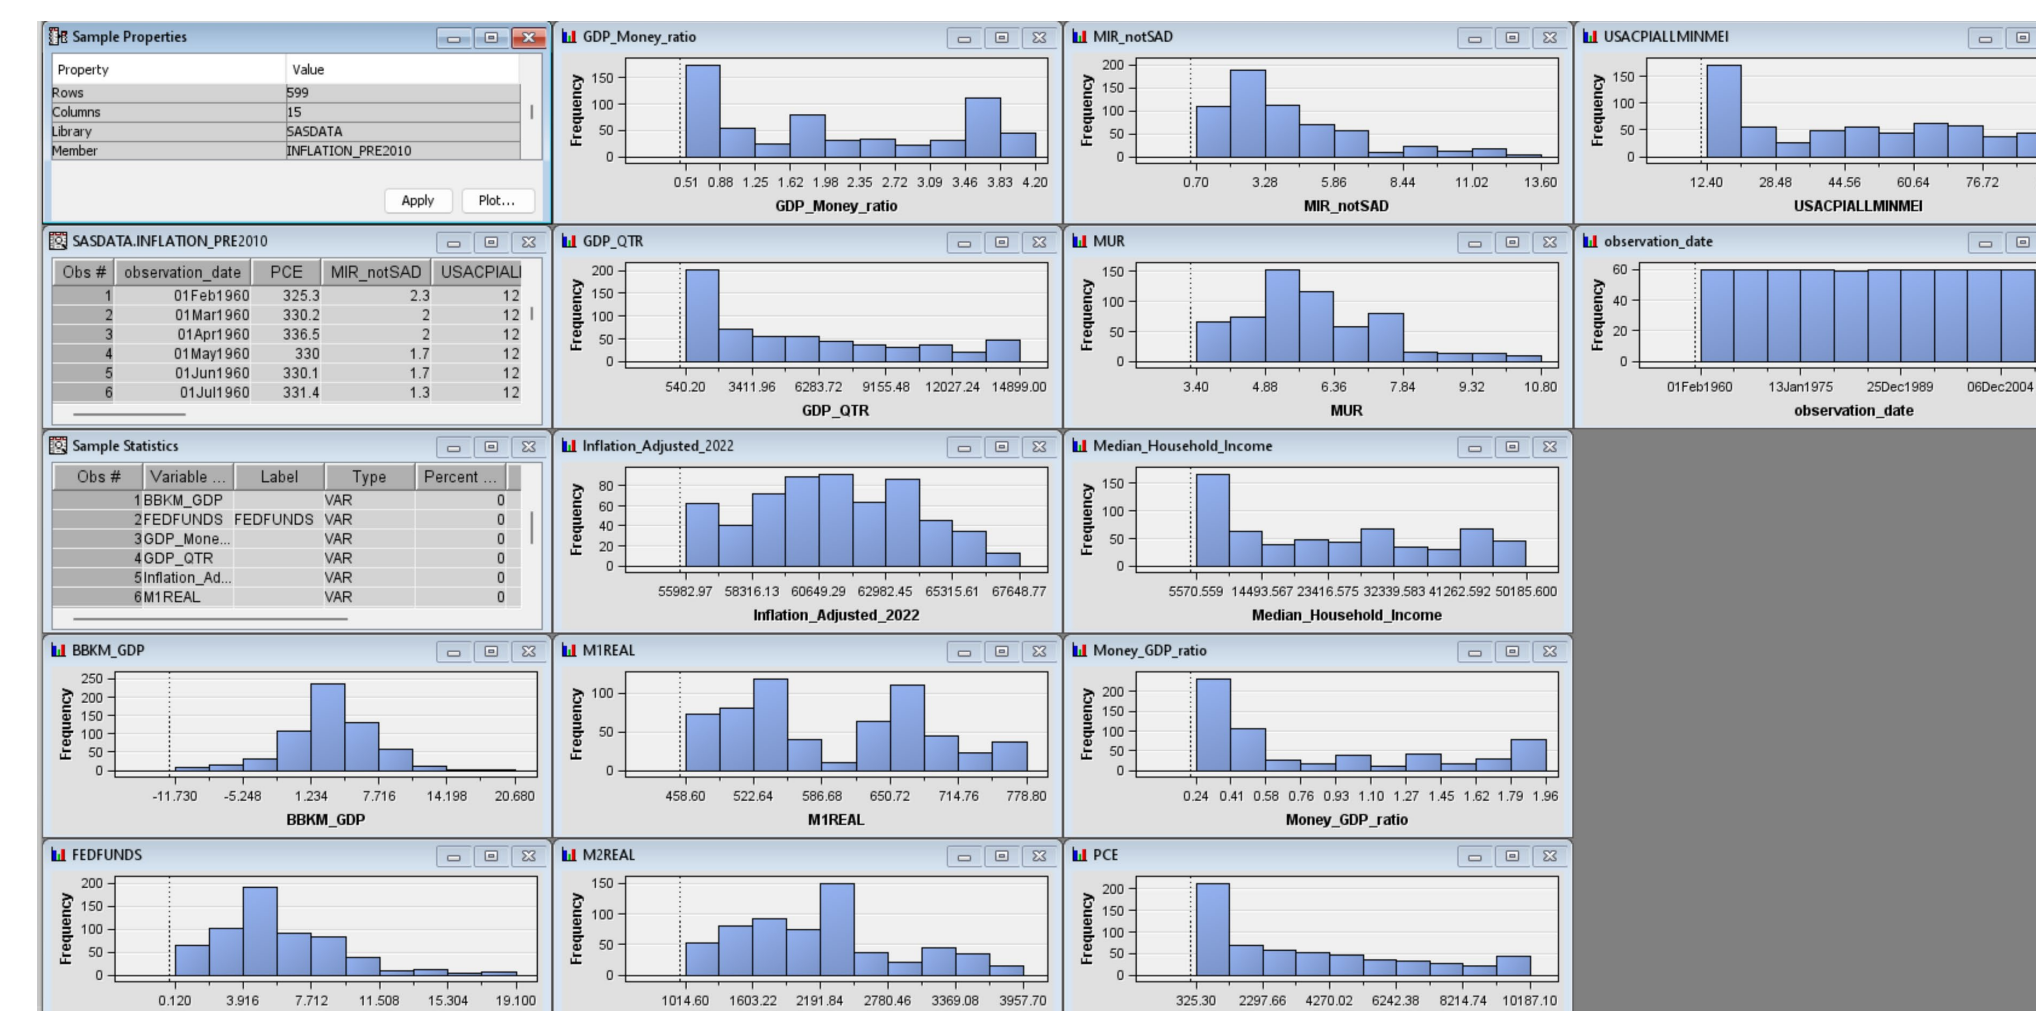 Sample Properties
Property Value
Rows 599
Columns 15
Library SASDATA
Member INFLATION_PRE2010
Apply Plot...
GDP_Money_ratio
Frequency
150
100
50
0
0.51 0.88 1.25 1.62 1.98 2.35 2.72 3.09 3.46 3.83 4.20
GDP_Money_ratio
MIR_notSAD
Frequency
200
150
100
50
0
0.70 3.28 5.86 8.44 11.02 13.60
MIR_notSAD
USACPIALLMINMEI
Frequency
150
100
50
0
12.40 28.48 44.56 60.64 76.72
USACPIALLMINMEI
SASDATA.INFLATION_PRE2010
Obs # observation_date PCE MIR_notSAD USACPIALI
1 01Feb1960 325.3 2.3 12
2 01Mar1960 330.2 2 12
3 01Apr1960 336.5 2 12
4 01May1960 330 1.7 12
5 01Jun1960 330.1 1.7 12
6 01Jul1960 331.4 1.3 12
GDP_QTR
Frequency
200
150
100
50
0
540.20 3411.96 6283.72 9155.48 12027.24 14899.00
GDP_QTR
MUR
Frequency
150
100
50
0
3.40 4.88 6.36 7.84 9.32 10.80
MUR
observation_date
Frequency
60
40
20
0
01Feb1960 13Jan1975 25Dec1989 06Dec2004
observation_date
Sample Statistics
Obs # Variable ... Label Type Percent ...
1 BBKM_GDP VAR 0
2 FEDFUNDS FEDFUNDS VAR 0
3 GDP_Mone... VAR 0
4 GDP_QTR VAR 0
5 Inflation_Ad... VAR 0
6 M1REAL VAR 0
Inflation_Adjusted_2022
Frequency
80
60
40
20
0
55982.97 58316.13 60649.29 62982.45 65315.61 67648.77
Inflation_Adjusted_2022
Median_Household_Income
Frequency
150
100
50
0
5570.559 14493.567 23416.575 32339.583 41262.592 50185.600
Median_Household_Income
BBKM_GDP
Frequency
250
200
150
100
50
0
-11.730 -5.248 1.234 7.716 14.198 20.680
BBKM_GDP
M1REAL
Frequency
100
50
0
458.60 522.64 586.68 650.72 714.76 778.80
M1REAL
Money_GDP_ratio
Frequency
200
150
100
50
0
0.24 0.41 0.58 0.76 0.93 1.10 1.27 1.45 1.62 1.79 1.96
Money_GDP_ratio
FEDFUNDS
Frequency
200
150
100
50
0
0.120 3.916 7.712 11.508 15.304 19.100
M2REAL
Frequency
150
100
50
0
1014.60 1603.22 2191.84 2780.46 3369.08 3957.70
PCE
Frequency
200
150
100
50
0
325.30 2297.66 4270.02 6242.38 8214.74 10187.10